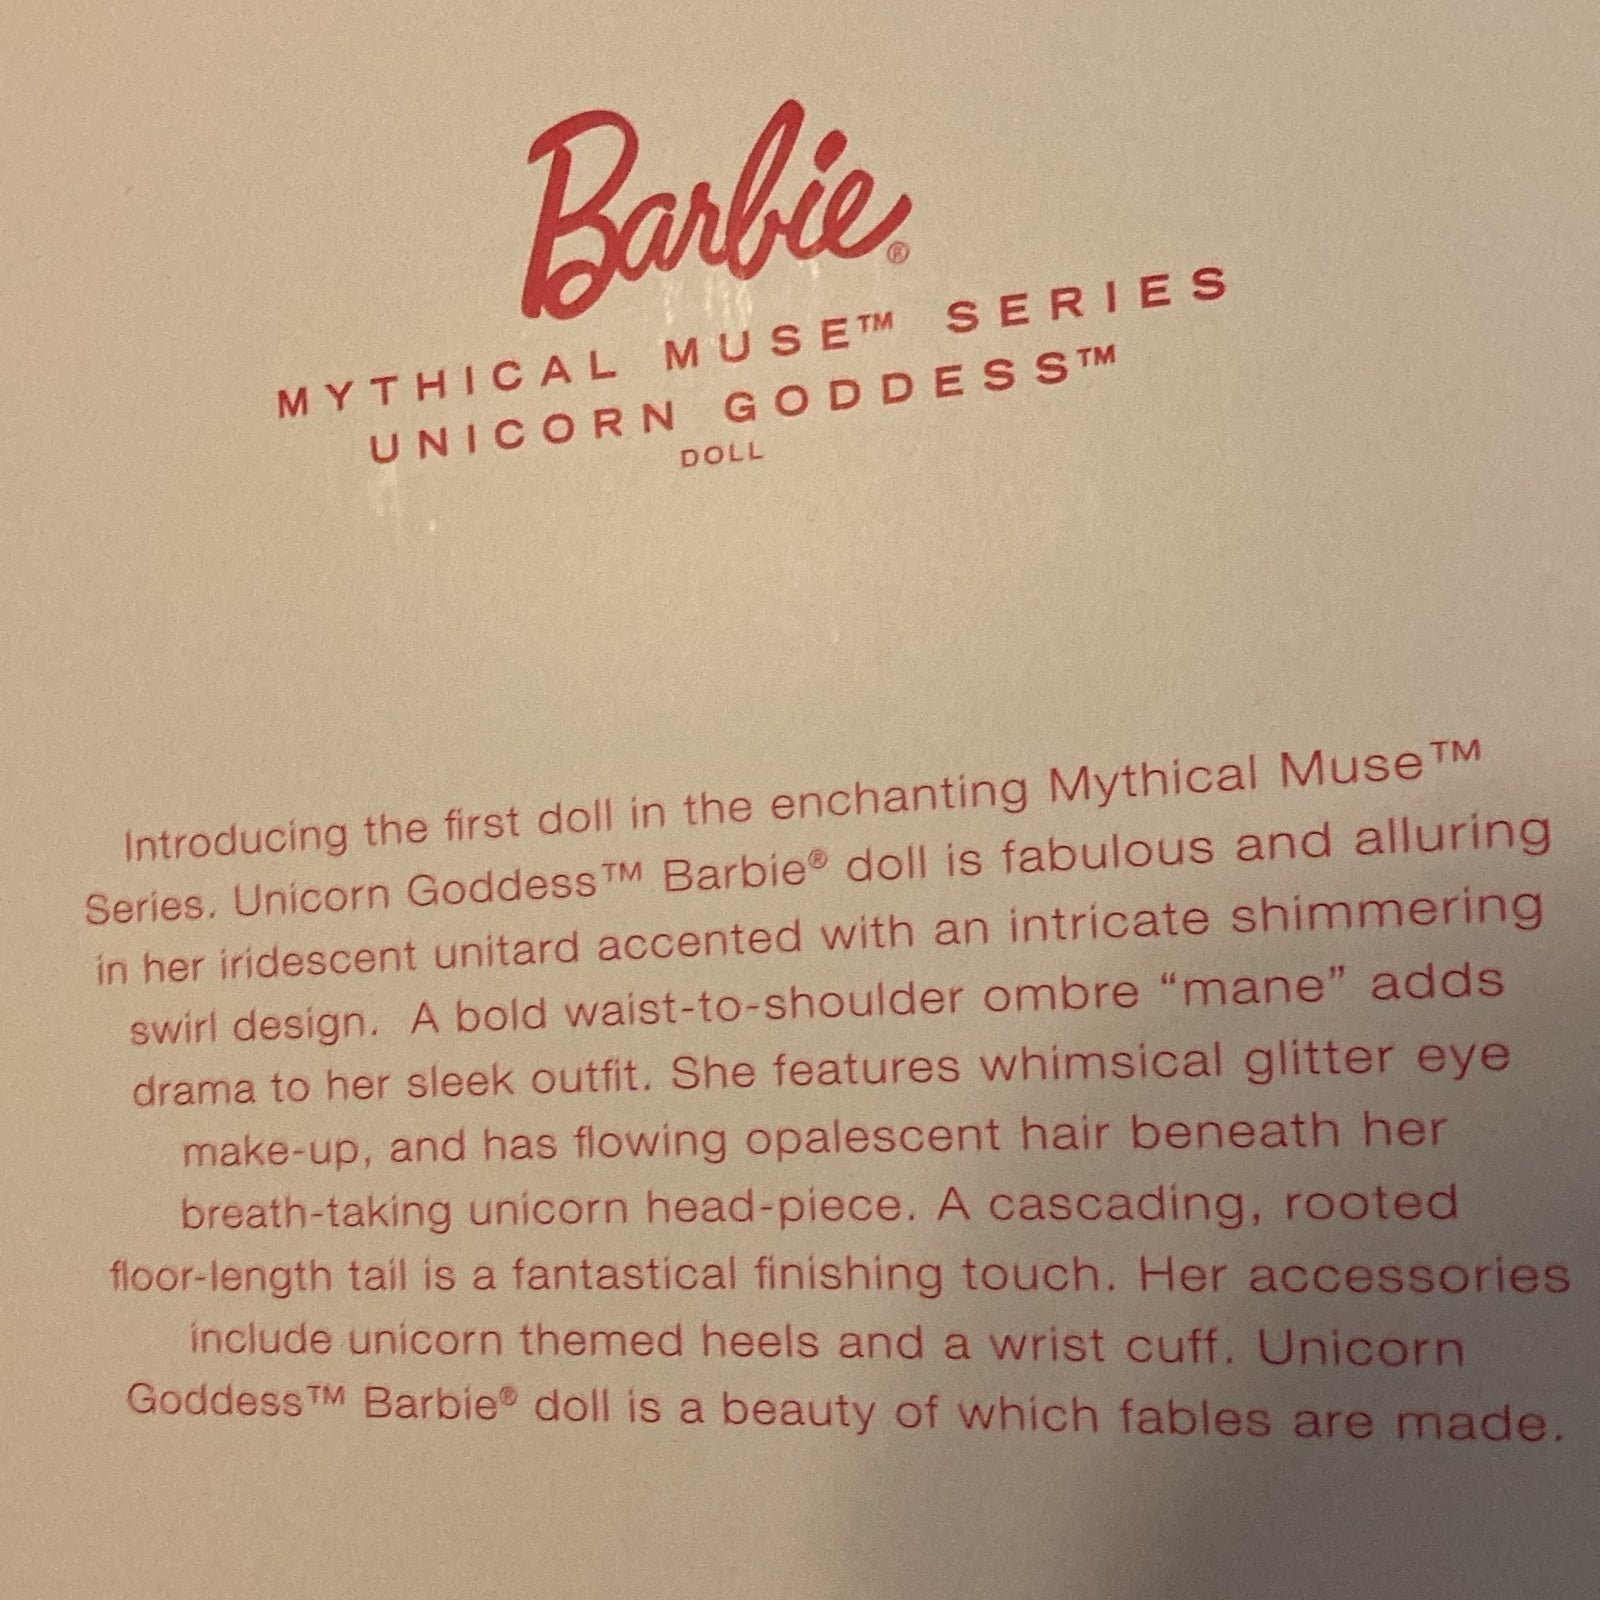 Barbie®
MYTHICAL MUSE™ SERIES
UNICORN GODDESS™
DOLL
Introducing the first doll in the enchanting Mythical Muse™
Series. Unicorn Goddess™ Barbie® doll is fabulous and alluring
in her iridescent unitard accented with an intricate shimmering
swirl design. A bold waist-to-shoulder ombre “mane” adds
drama to her sleek outfit. She features whimsical glitter eye
make-up, and has flowing opalescent hair beneath her
breath-taking unicorn head-piece. A cascading, rooted
floor-length tail is a fantastical finishing touch. Her accessories
include unicorn themed heels and a wrist cuff. Unicorn
Goddess™ Barbie® doll is a beauty of which fables are made.